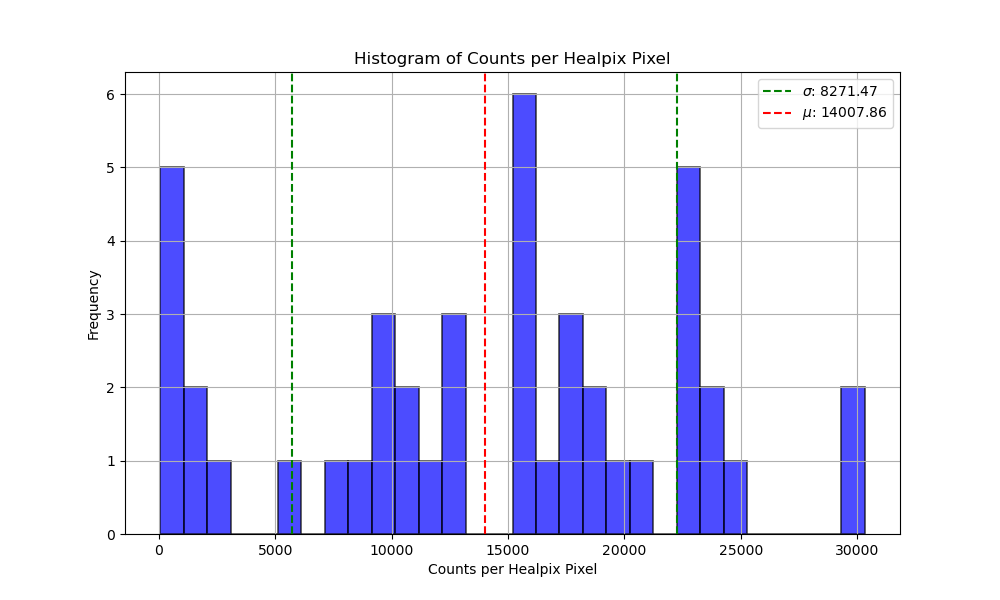 Histogram of Counts per Healpix Pixel
σ: 8271.47
μ: 14007.86
Frequency
6
5
4
3
2
1
0
0 5000 10000 15000 20000 25000 30000
Counts per Healpix Pixel